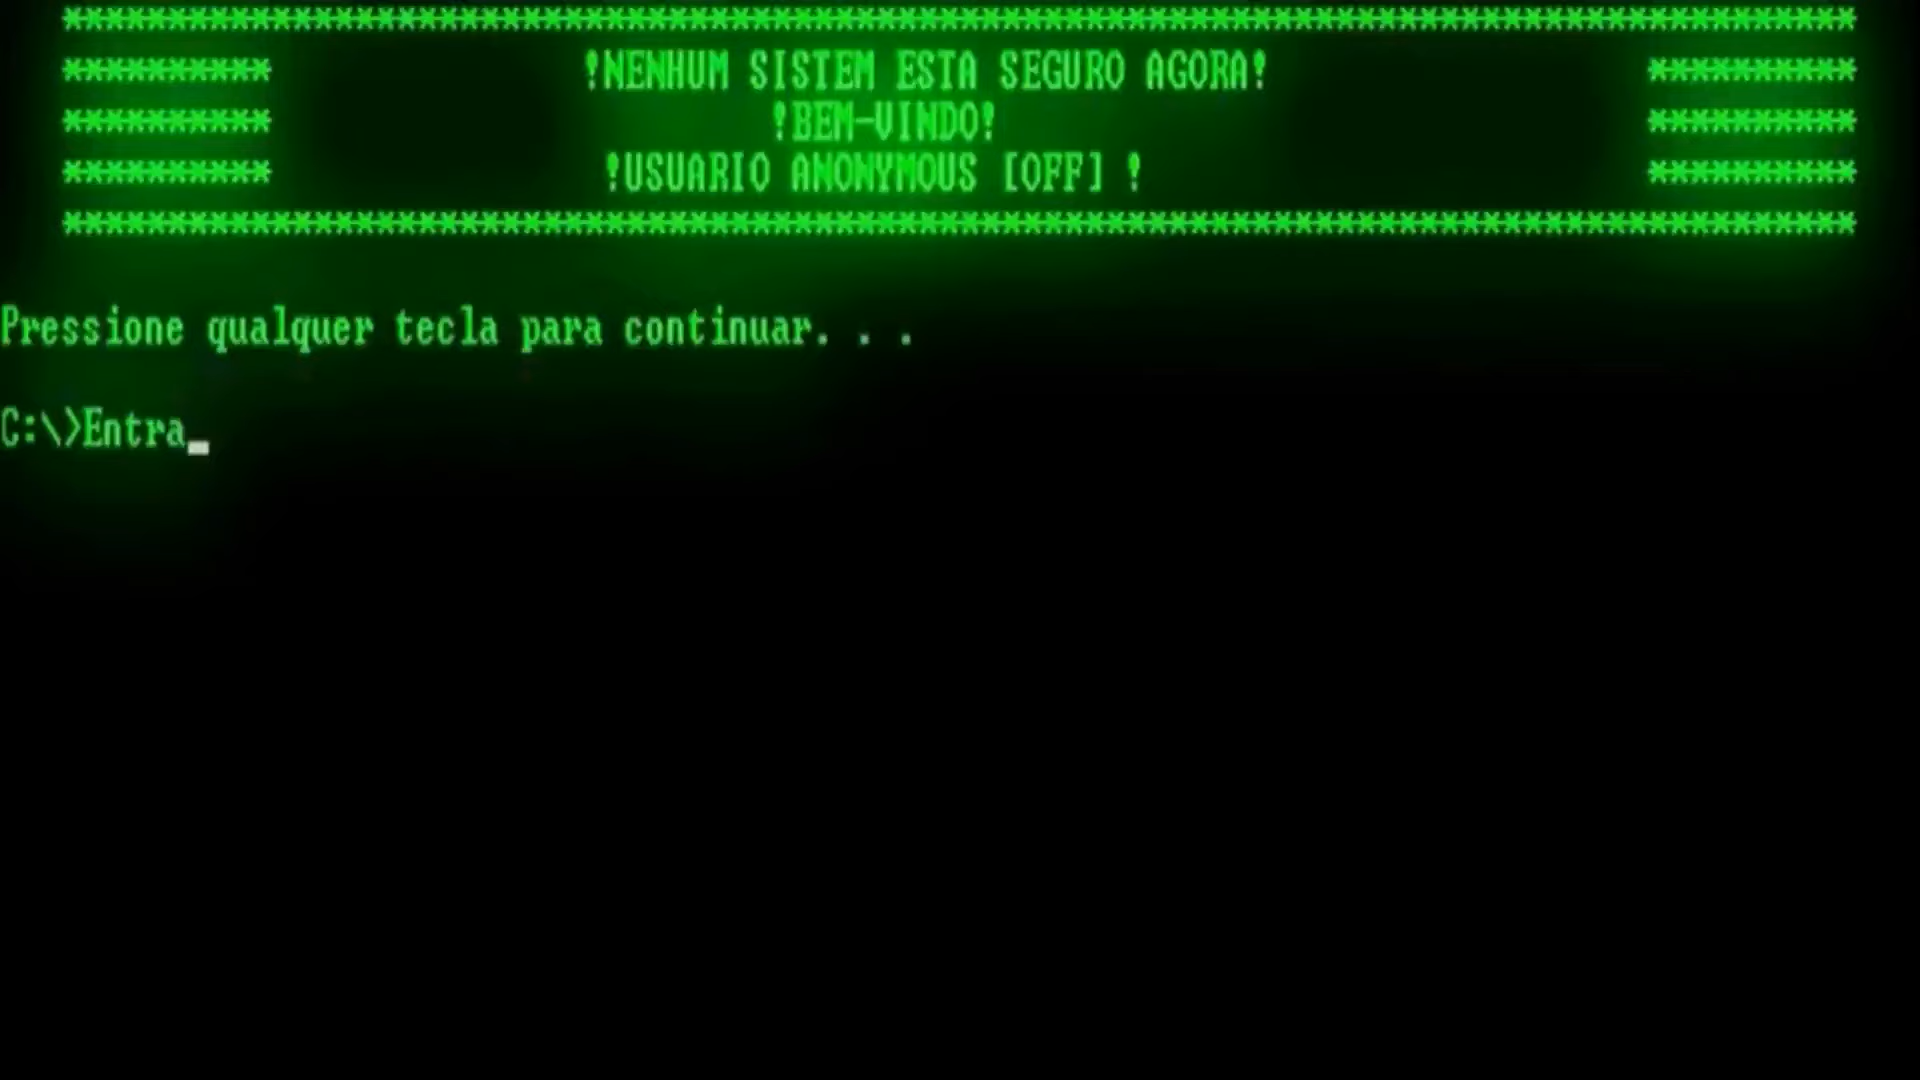 **************************************************************************************
********** !NENHUM SISTEM ESTA SEGURO AGORA! **********
********** !BEM-VINDO! **********
********** !USUARIO ANONYMOUS [OFF] ! **********
**************************************************************************************
Pressione qualquer tecla para continuar. . .
C:\>Entra_